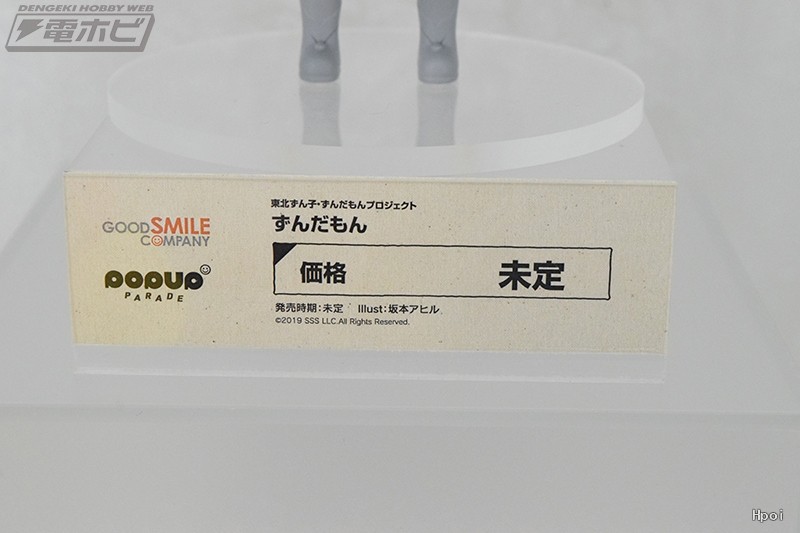 DENGEKI HOBBY WEB
電ホビ
東北ずん子・ずんだもんプロジェクト
ずんだもん
GOOD SMILE
COMPANY
POPUP
PARADE
価格 未定
発売時期:未定 Illust:坂本アヒル
©2019 SSS LLC.All Rights Reserved.
Hpoi